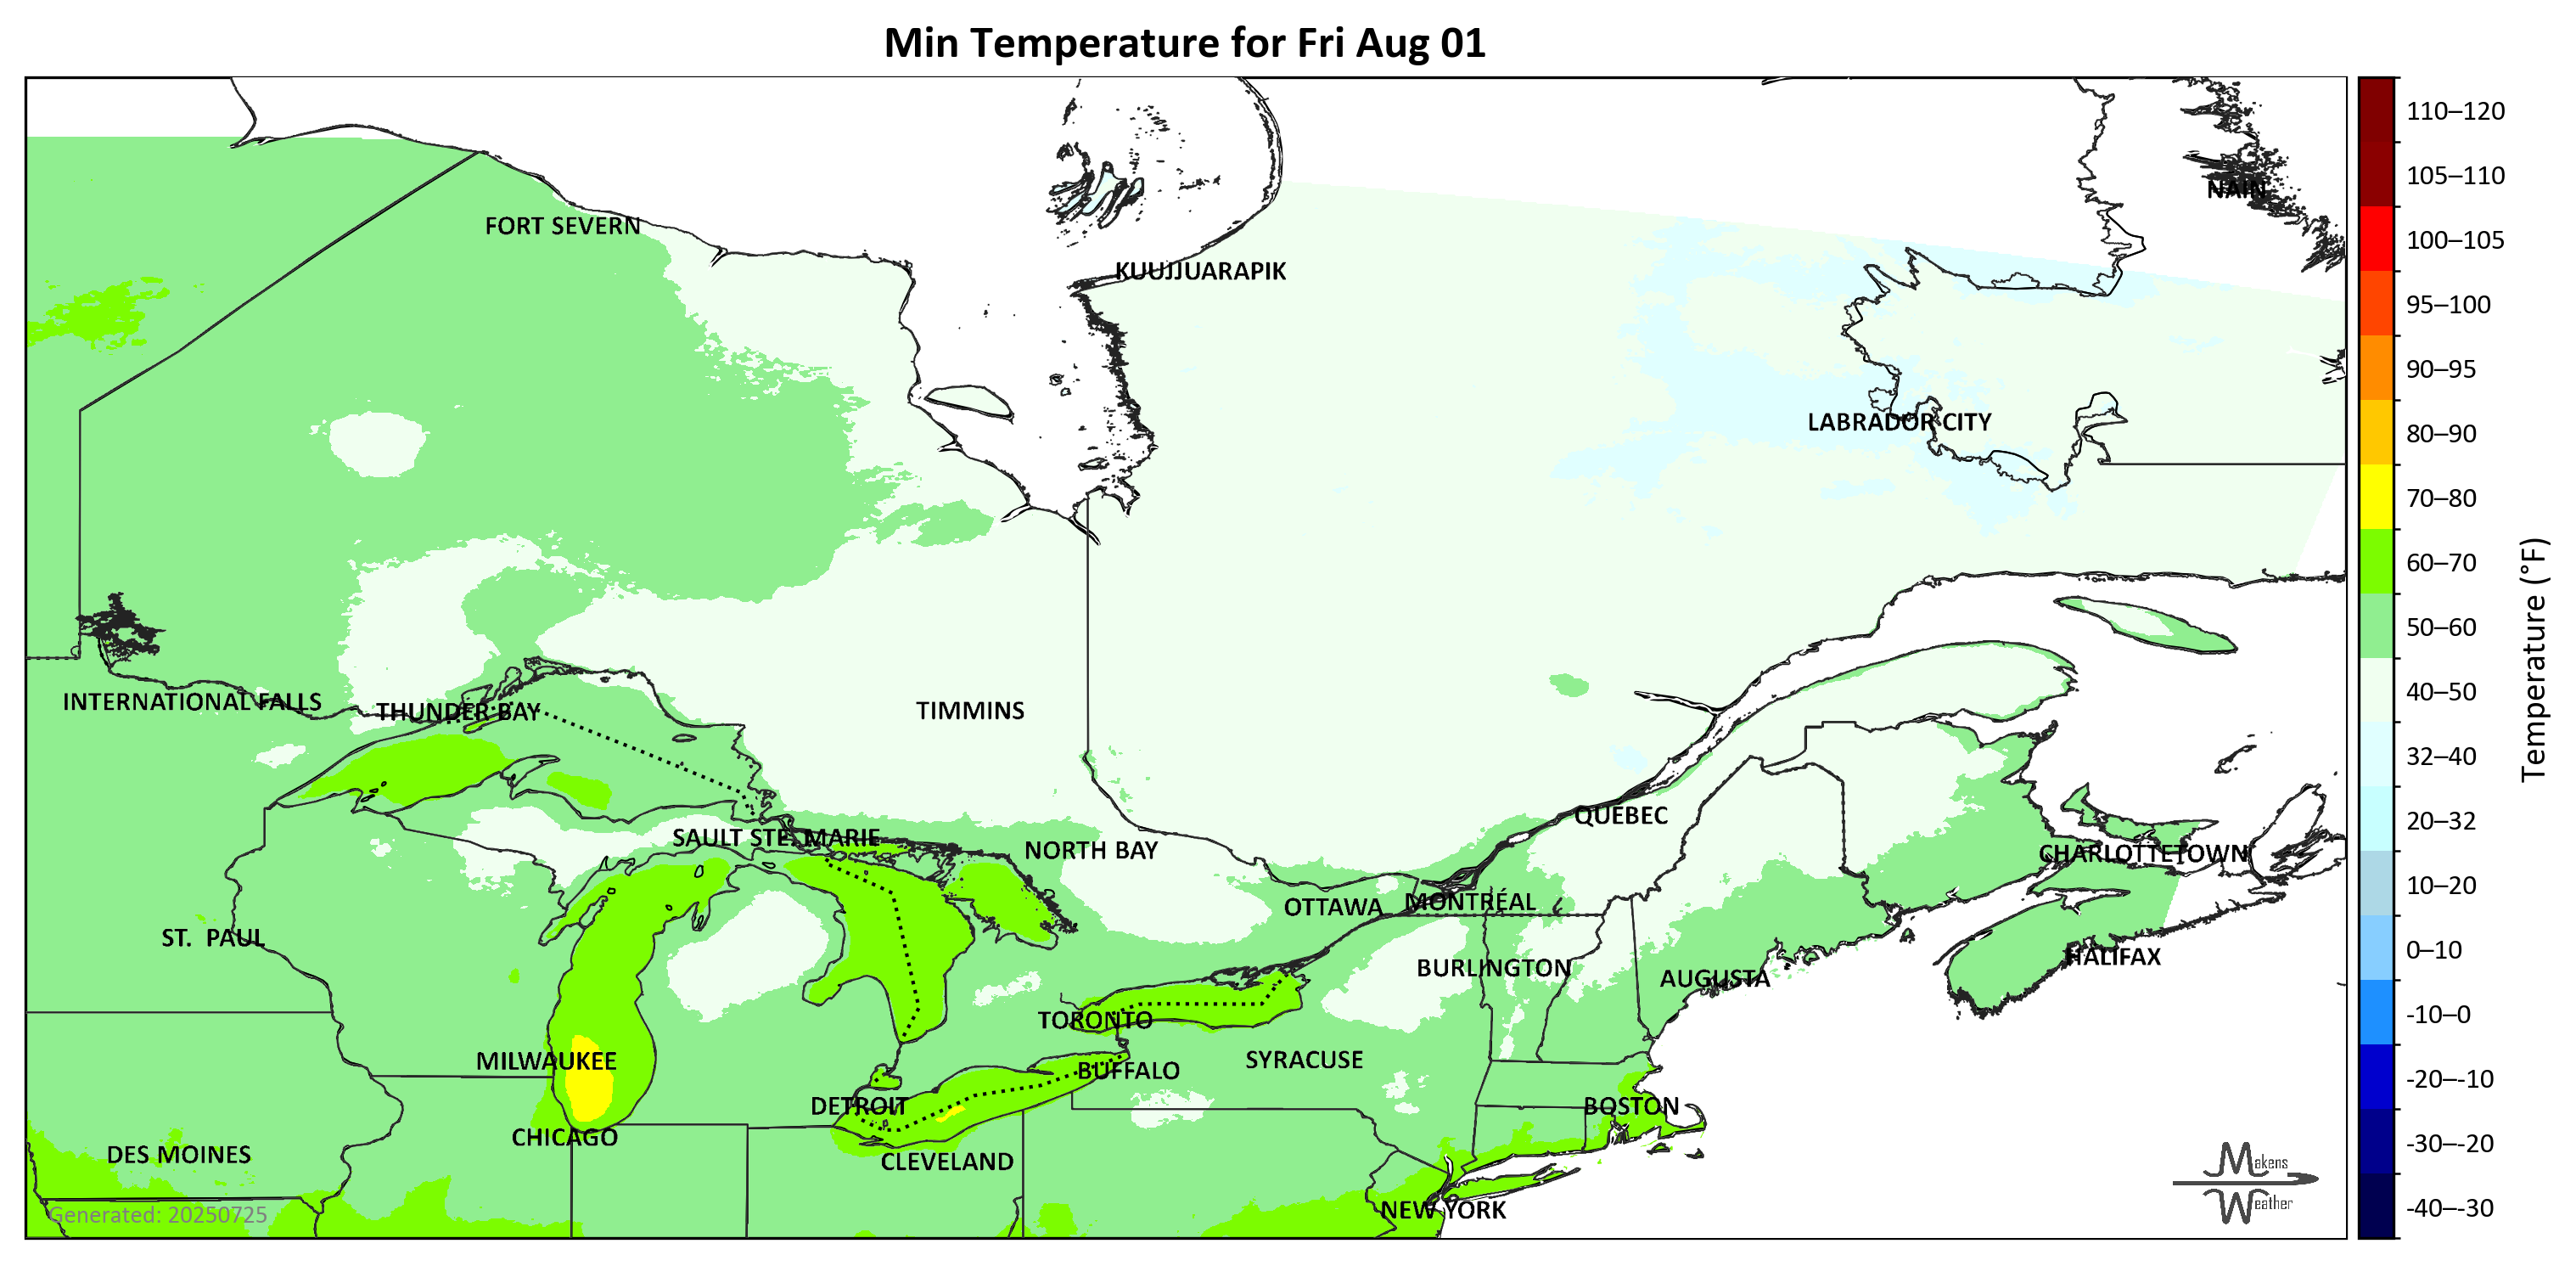 Min Temperature for Fri Aug 01
110–120
105–110
NAIN
100–105
FORT SEVERN
KUUJJUARAPIK
95–100
90–95
LABRADOR CITY
80–90
70–80
60–70
50–60
Temperature (°F)
INTERNATIONAL FALLS
THUNDER BAY
TIMMINS
40–50
32–40
QUEBEC
20–32
SAULT STE. MARIE
NORTH BAY
CHARLOTTETOWN
10–20
OTTAWA
MONTRÉAL
ST. PAUL
0–10
HALIFAX
BURLINGTON
AUGUSTA
-10–0
TORONTO
MILWAUKEE
SYRACUSE
BUFFALO
-20–-10
DETROIT
BOSTON
CHICAGO
-30–-20
DES MOINES
CLEVELAND
Makens
Weather
NEW YORK
-40–-30
Generated: 20250725